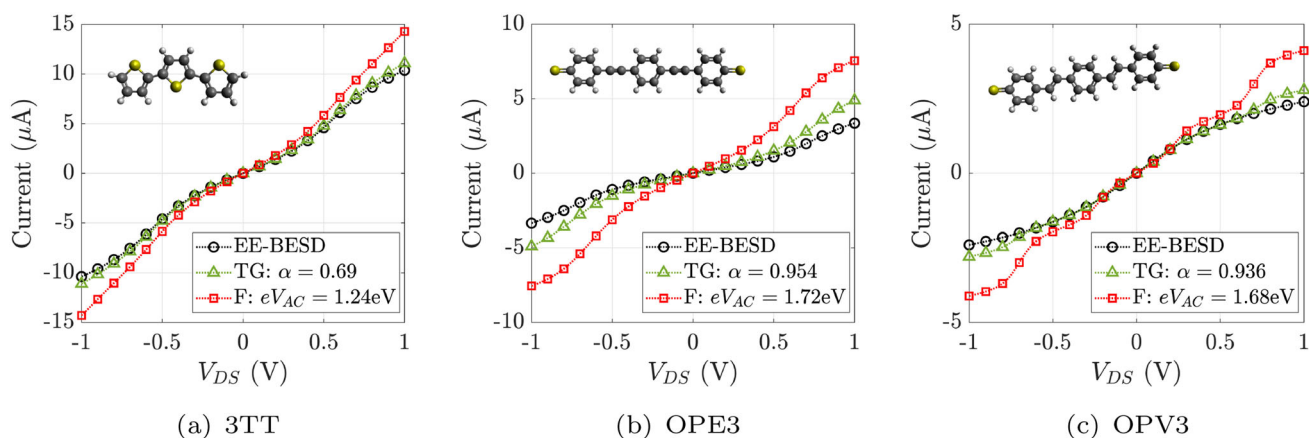 15
10
5
0
-5
-10
-15
Current (μA)
EE-BESD
TG: α = 0.69
F: eV_AC = 1.24eV
-1 -0.5 0 0.5 1
V_DS (V)
(a) 3TT
10
5
0
-5
-10
Current (μA)
EE-BESD
TG: α = 0.954
F: eV_AC = 1.72eV
-1 -0.5 0 0.5 1
V_DS (V)
(b) OPE3
5
0
-5
Current (μA)
EE-BESD
TG: α = 0.936
F: eV_AC = 1.68eV
-1 -0.5 0 0.5 1
V_DS (V)
(c) OPV3